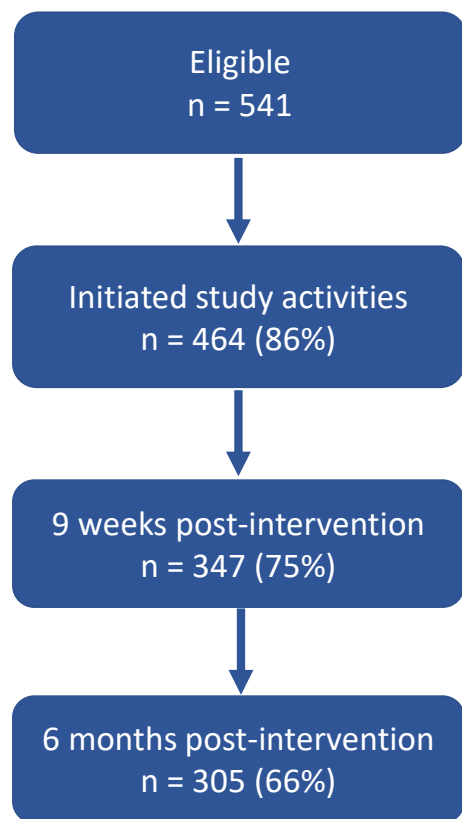 Eligible
n = 541
Initiated study activities
n = 464 (86%)
9 weeks post-intervention
n = 347 (75%)
6 months post-intervention
n = 305 (66%)